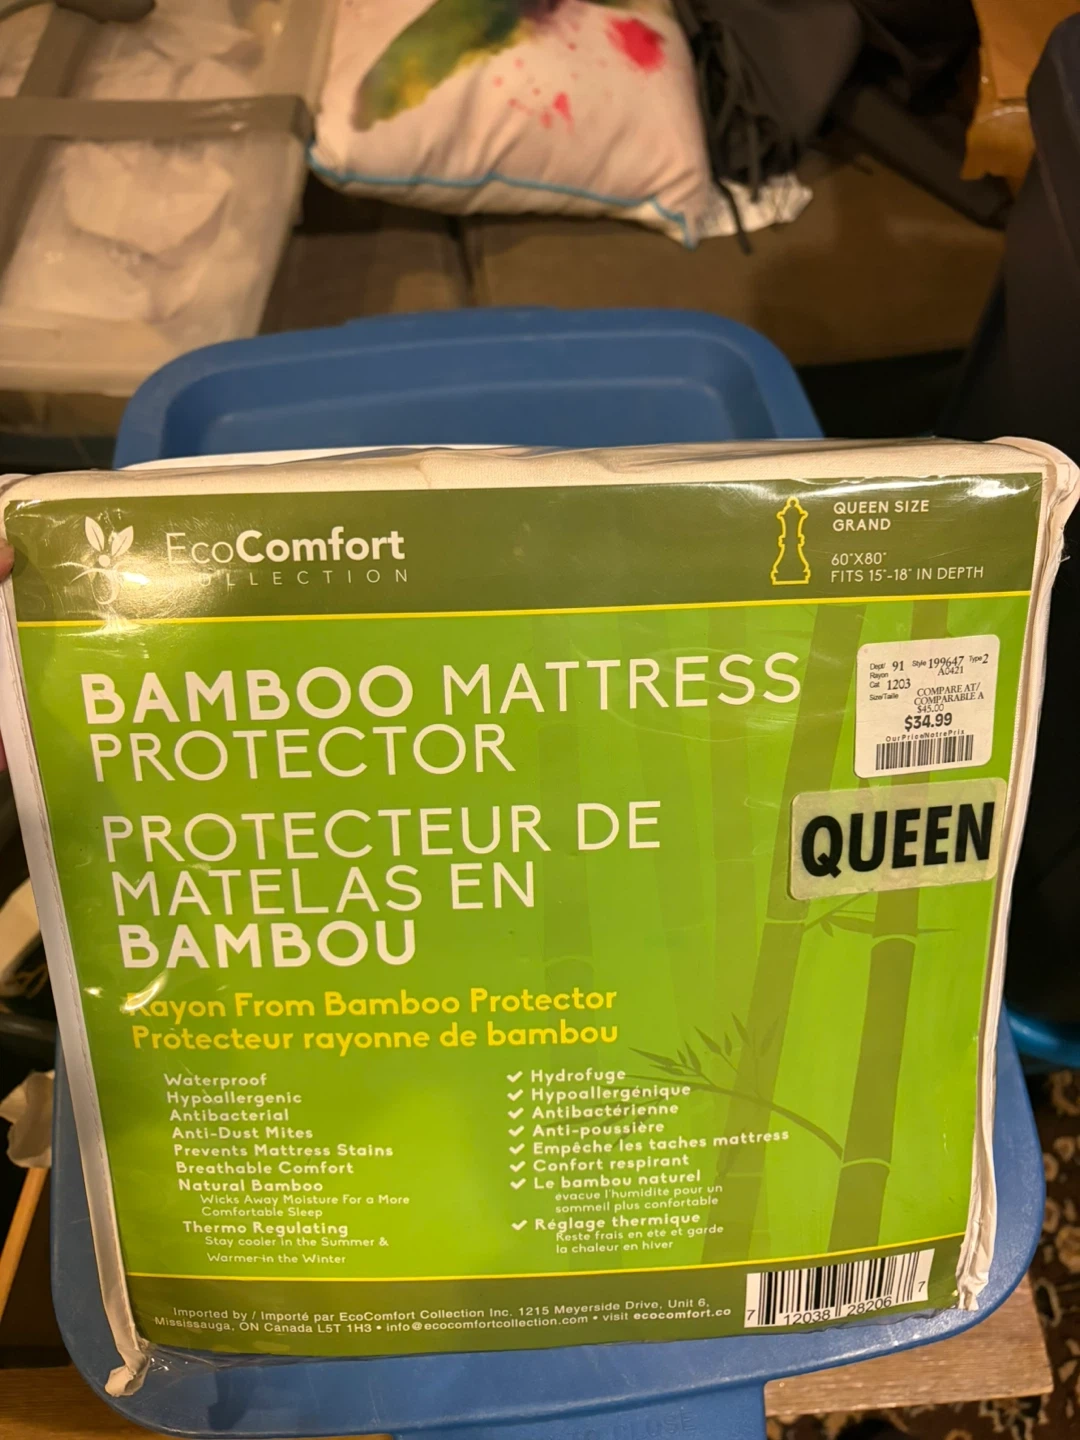 EcoComfort
COLLECTION
QUEEN SIZE
GRAND
60"X80"
FITS 15"-18" IN DEPTH
BAMBOO MATTRESS
PROTECTOR
PROTECTEUR DE
MATELAS EN
BAMBOU
Dept/ 91 Style 199647 Type 2
Rayon A0421
Cat 1203
Size/Taille
COMPARE AT/
COMPARABLE A
$45.00
$34.99
OurPrice/NotrePrix
QUEEN
Rayon From Bamboo Protector
Protecteur rayonne de bambou
Waterproof
Hypoallergenic
Antibacterial
Anti-Dust Mites
Prevents Mattress Stains
Breathable Comfort
Natural Bamboo
Wicks Away Moisture For a More
Comfortable Sleep
Thermo Regulating
Stay cooler in the Summer &
Warmer in the Winter
✓ Hydrofuge
✓ Hypoallergénique
✓ Antibactérienne
✓ Anti-poussière
✓ Empêche les taches mattress
✓ Confort respirant
✓ Le bambou naturel
évacue l'humidite pour un
sommeil plus confortable
✓ Réglage thermique
Reste frais en ete et garde
la chaleur en hiver
Imported by / Importé par EcoComfort Collection Inc. 1215 Meyerside Drive, Unit 6,
Mississauga, ON Canada L5T 1H3 • info@ecocomfortcollection.com • visit ecocomfort.co
7 12038 28206 7